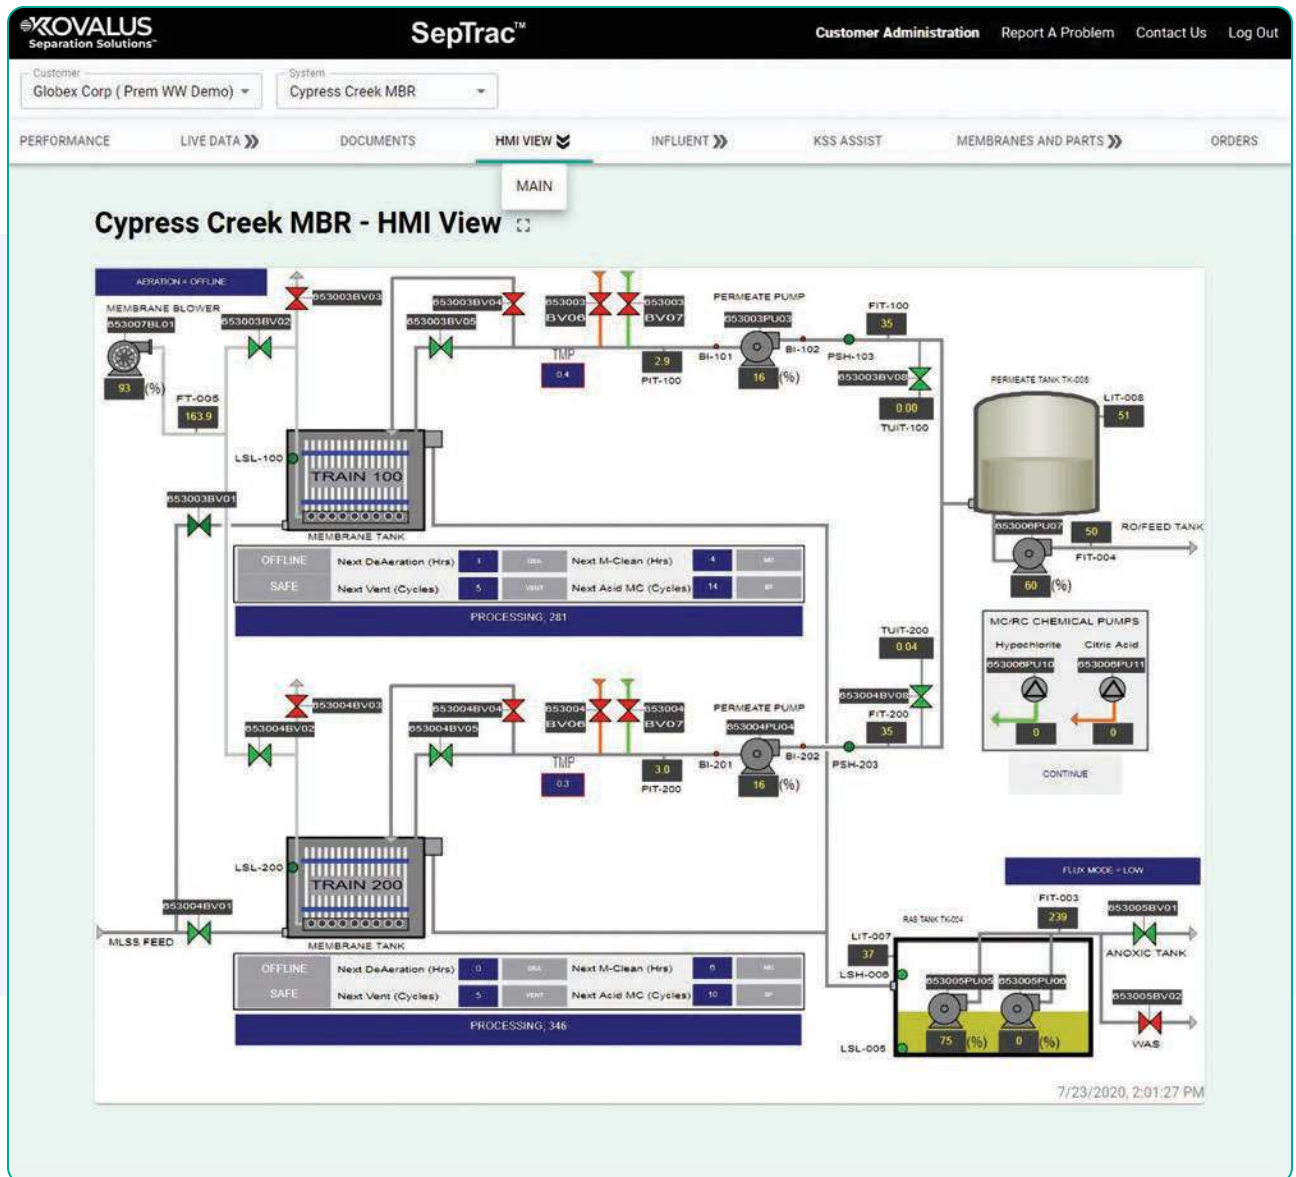 KOVALUS
Separation Solutions™
SepTrac™
Customer Administration
Report A Problem
Contact Us
Log Out
Customer
Globex Corp ( Prem WW Demo)
System
Cypress Creek MBR
PERFORMANCE
LIVE DATA
DOCUMENTS
HMI VIEW
INFLUENT
KSS ASSIST
MEMBRANES AND PARTS
ORDERS
MAIN
Cypress Creek MBR - HMI View
AERATION = OFFLINE
MEMBRANE BLOWER
653007BL01
93 (%)
FT-005
163.9
653003BV02
653003BV03
653003BV04
653003BV05
653003
BV06
653003
BV07
TMP
0.4
2.9
PIT-100
BI-101
PERMEATE PUMP
653003PU03
16 (%)
BI-102
PSH-103
FIT-100
35
653003BV08
0.00
TUIT-100
PERMEATE TANK TK-006
LIT-008
51
LSL-100
TRAIN 100
MEMBRANE TANK
653003BV01
653006PU07
60 (%)
50
FIT-004
RO/FEED TANK
OFFLINE
Next DeAeration (Hrs)
Next M-Clean (Hrs)
4
MC
SAFE
Next Vent (Cycles)
5
VENT
Next Acid MC (Cycles)
14
BP
PROCESSING, 281
MC/RC CHEMICAL PUMPS
Hypochlorite
Citric Acid
653006PU10
653006PU11
0
0
CONTINUE
TUIT-200
0.04
653004BV08
FIT-200
35
653004BV02
653004BV03
653004BV04
653004BV05
653004
BV06
653004
BV07
TMP
0.3
3.0
PIT-200
BI-201
PERMEATE PUMP
653004PU04
16 (%)
BI-202
PSH-203
LSL-200
TRAIN 200
MEMBRANE TANK
653004BV01
MLSS FEED
OFFLINE
Next DeAeration (Hrs)
0
Next M-Clean (Hrs)
6
MC
SAFE
Next Vent (Cycles)
5
VENT
Next Acid MC (Cycles)
10
BP
PROCESSING, 346
FLUX MODE = LOW
FIT-003
239
653005BV01
ANOXIC TANK
RAS TANK TK-004
LIT-007
37
LSH-006
653005PU05
653005PU06
75 (%)
0 (%)
LSL-005
653005BV02
WAS
7/23/2020, 2:01:27 PM